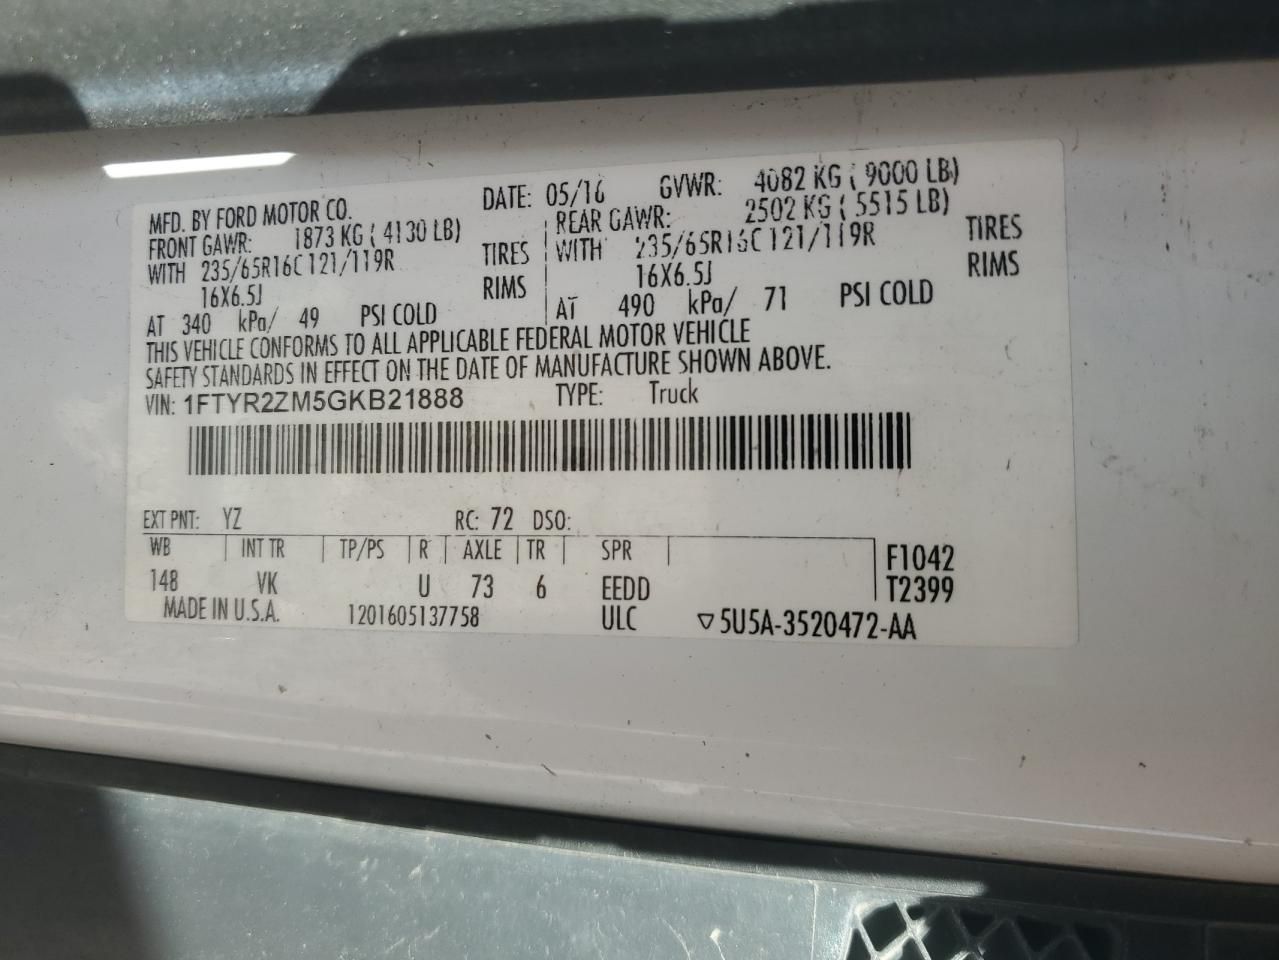 MFD. BY FORD MOTOR CO. DATE: 05/16 GVWR: 4082 KG ( 9000 LB)
FRONT GAWR: 1873 KG ( 4130 LB) REAR GAWR: 2502 KG ( 5515 LB)
WITH 235/65R16C 121/119R TIRES WITH 235/65R16C 121/119R TIRES
16X6.5J RIMS 16X6.5J RIMS
AT 340 kPa/ 49 PSI COLD AT 490 kPa/ 71 PSI COLD
THIS VEHICLE CONFORMS TO ALL APPLICABLE FEDERAL MOTOR VEHICLE
SAFETY STANDARDS IN EFFECT ON THE DATE OF MANUFACTURE SHOWN ABOVE.
VIN: 1FTYR2ZM5GKB21888 TYPE: Truck
EXT PNT: YZ RC: 72 DSO:
WB INT TR TP/PS R AXLE TR SPR F1042
148 VK U 73 6 EEDD T2399
MADE IN U.S.A. 1201605137758 ULC ▽5U5A-3520472-AA